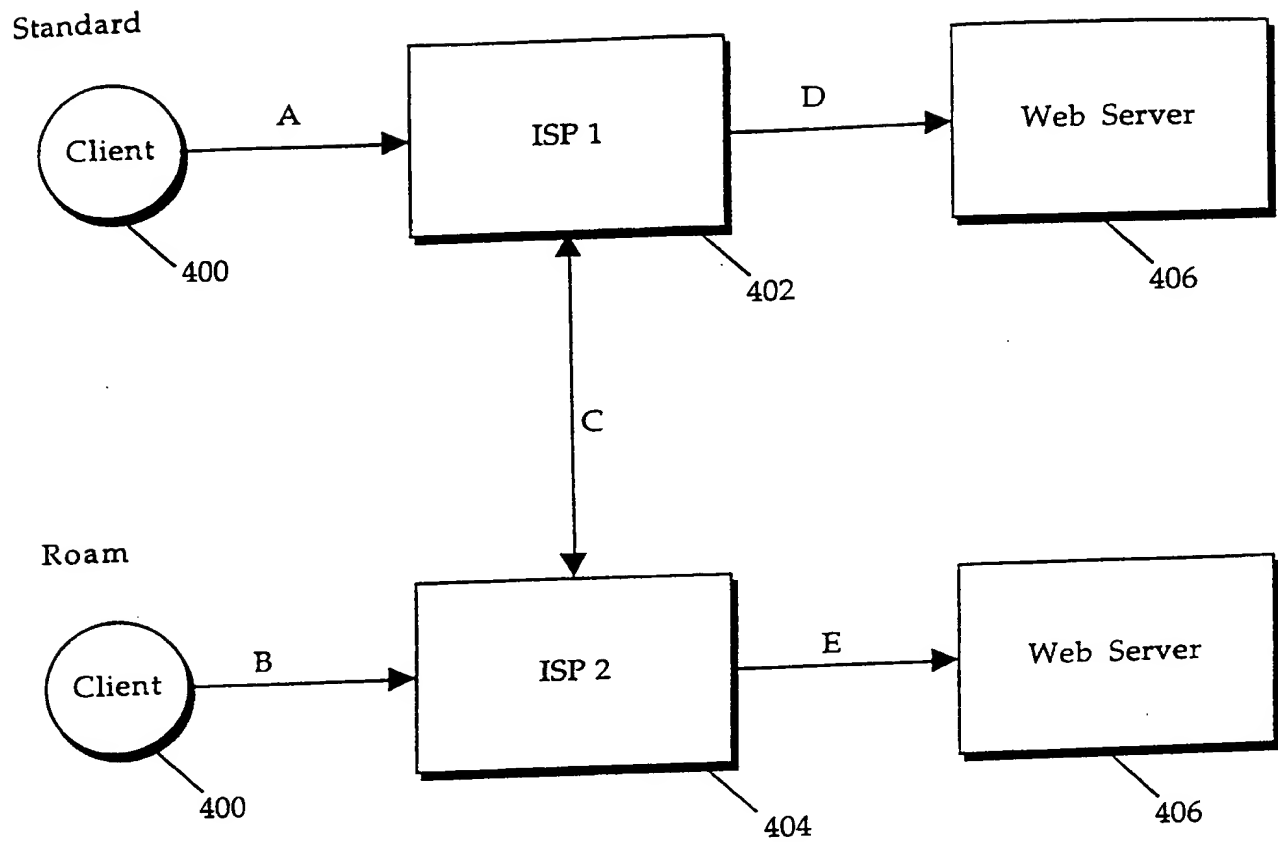 Standard
Client
A
ISP 1
D
Web Server
400
402
406
C
Roam
Client
B
ISP 2
E
Web Server
400
404
406